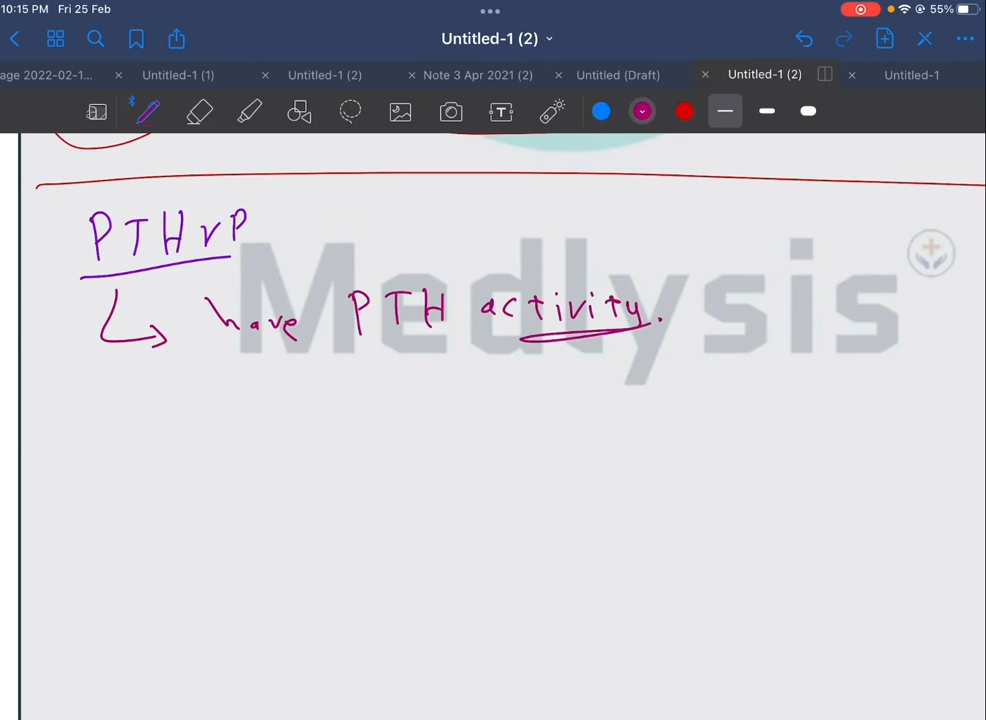 10:15 PM Fri 25 Feb 55%
Untitled-1 (2)
age 2022-02-1... Untitled-1 (1) Untitled-1 (2) Note 3 Apr 2021 (2) Untitled (Draft) Untitled-1 (2) Untitled-1
T
PTHrP
have PTH activity.
Medlysis